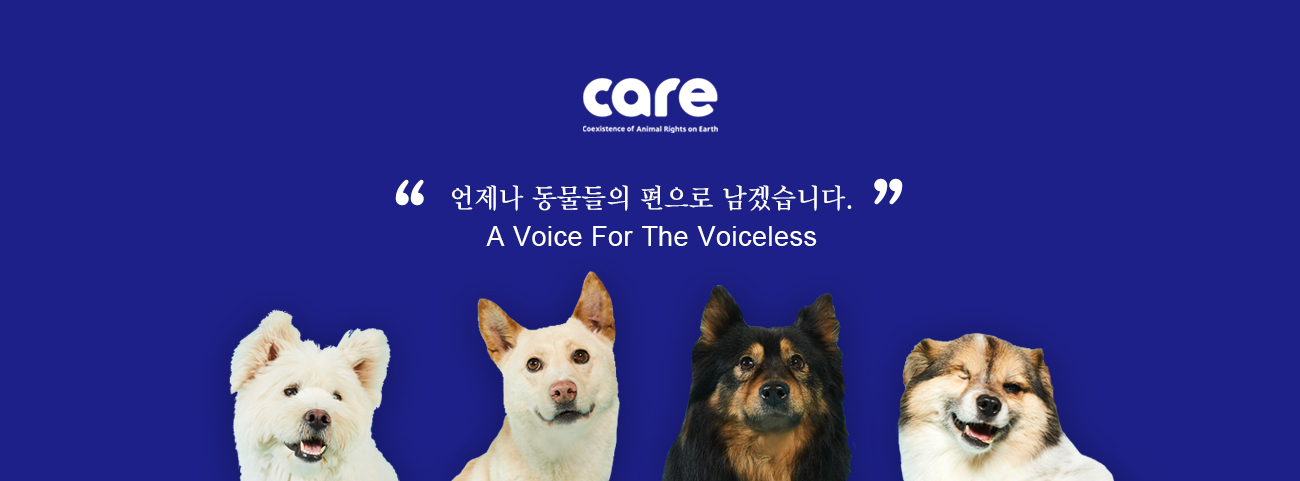 care
Coexistence of Animal Rights on Earth
“ 언제나 동물들의 편으로 남겠습니다. ”
A Voice For The Voiceless